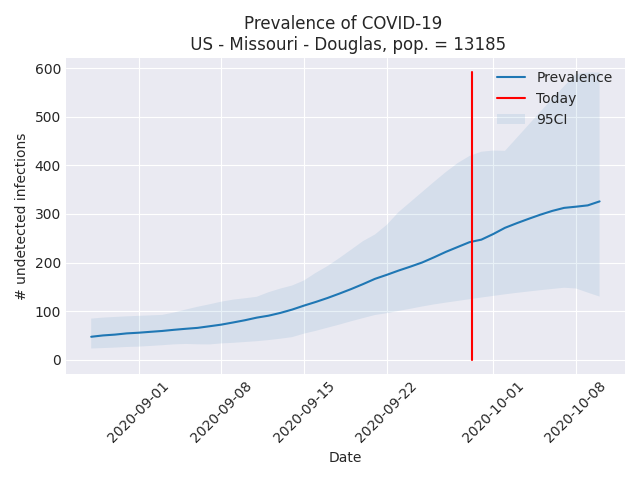 Prevalence of COVID-19
US - Missouri - Douglas, pop. = 13185
600
500
400
300
200
100
0
# undetected infections
Prevalence
Today
95CI
2020-09-01
2020-09-08
2020-09-15
2020-09-22
2020-10-01
2020-10-08
Date